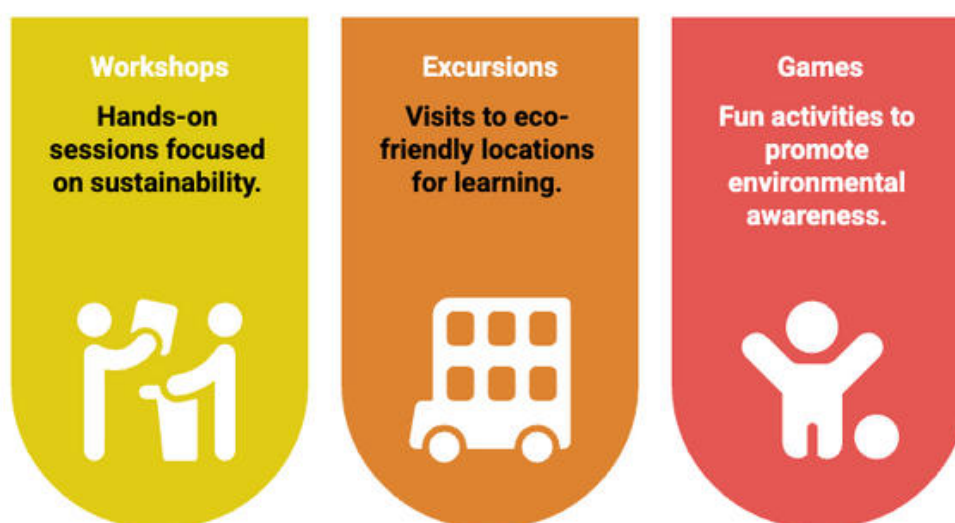 Workshops
Hands-on
sessions focused
on sustainability.
Excursions
Visits to eco-
friendly locations
for learning.
Games
Fun activities to
promote
environmental
awareness.